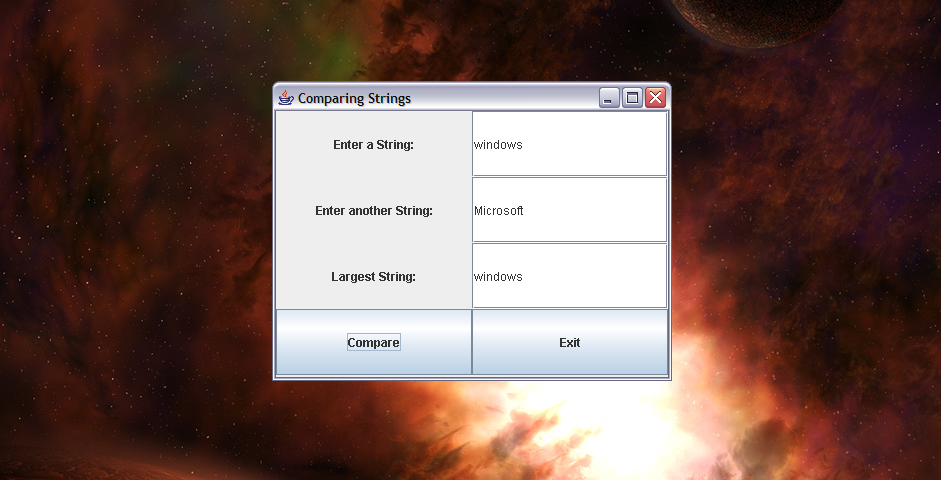 Comparing Strings
Enter a String: windows
Enter another String: Microsoft
Largest String: windows
Compare Exit